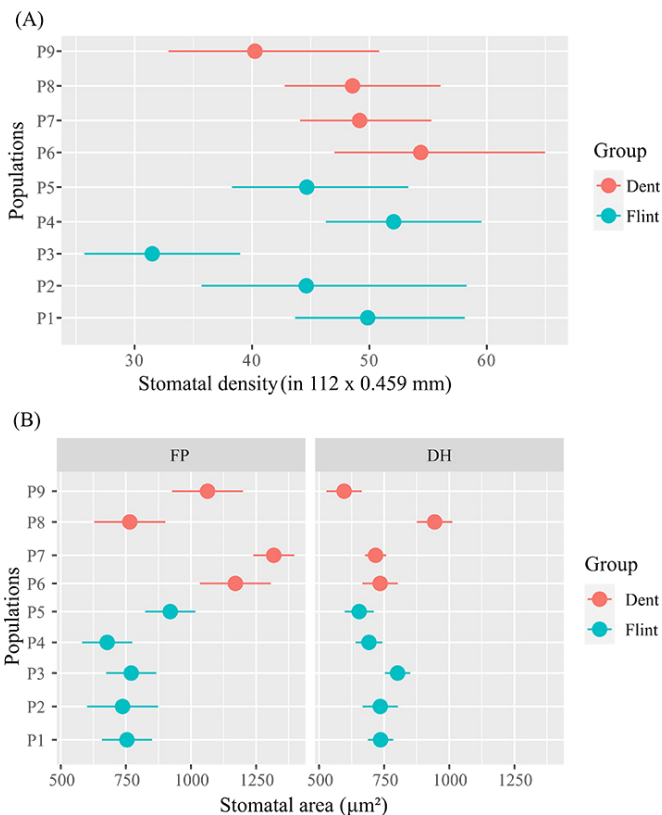 (A)
P9
P8
P7
P6
P5
P4
P3
P2
P1
Populations
30 40 50 60
Stomatal density (in 112 x 0.459 mm)
Group
Dent
Flint
(B)
FP DH
P9
P8
P7
P6
P5
P4
P3
P2
P1
Populations
500 750 1000 1250 500 750 1000 1250
Stomatal area (μm²)
Group
Dent
Flint